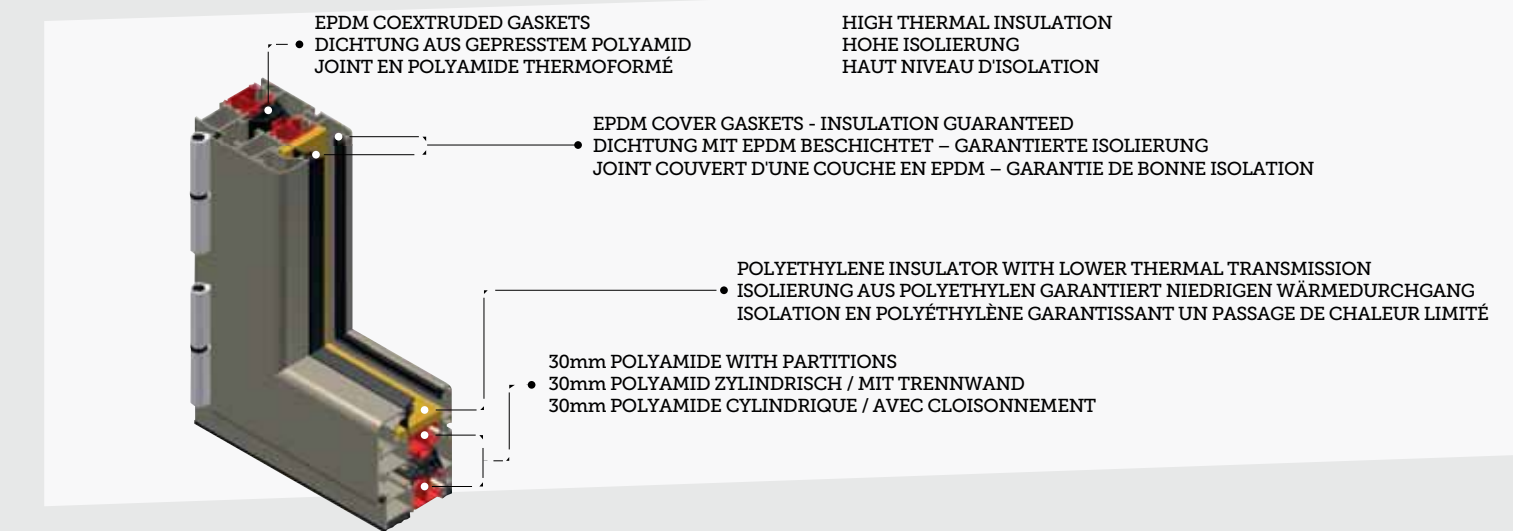 EPDM COEXTRUDED GASKETS
DICHTUNG AUS GEPRESSTEM POLYAMID
JOINT EN POLYAMIDE THERMOFORMÉ
HIGH THERMAL INSULATION
HOHE ISOLIERUNG
HAUT NIVEAU D'ISOLATION
EPDM COVER GASKETS - INSULATION GUARANTEED
DICHTUNG MIT EPDM BESCHICHTET – GARANTIERTE ISOLIERUNG
JOINT COUVERT D'UNE COUCHE EN EPDM – GARANTIE DE BONNE ISOLATION
POLYETHYLENE INSULATOR WITH LOWER THERMAL TRANSMISSION
ISOLIERUNG AUS POLYETHYLEN GARANTIERT NIEDRIGEN WÄRMEDURCHGANG
ISOLATION EN POLYÉTHYLÈNE GARANTISSANT UN PASSAGE DE CHALEUR LIMITÉ
30mm POLYAMIDE WITH PARTITIONS
30mm POLYAMID ZYLINDRISCH / MIT TRENNWAND
30mm POLYAMIDE CYLINDRIQUE / AVEC CLOISONNEMENT